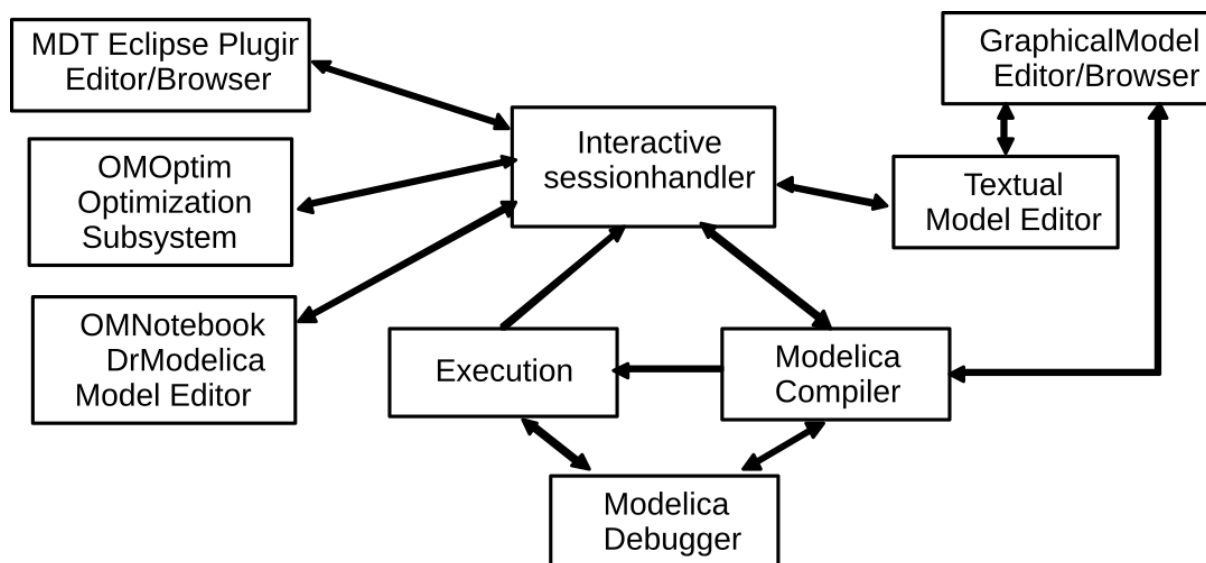 MDT Eclipse Plugin
Editor/Browser
OMOptim
Optimization
Subsystem
OMNotebook
DrModelica
Model Editor
Interactive
sessionhandler
Execution
Modelica
Compiler
Modelica
Debugger
GraphicalModel
Editor/Browser
Textual
Model Editor